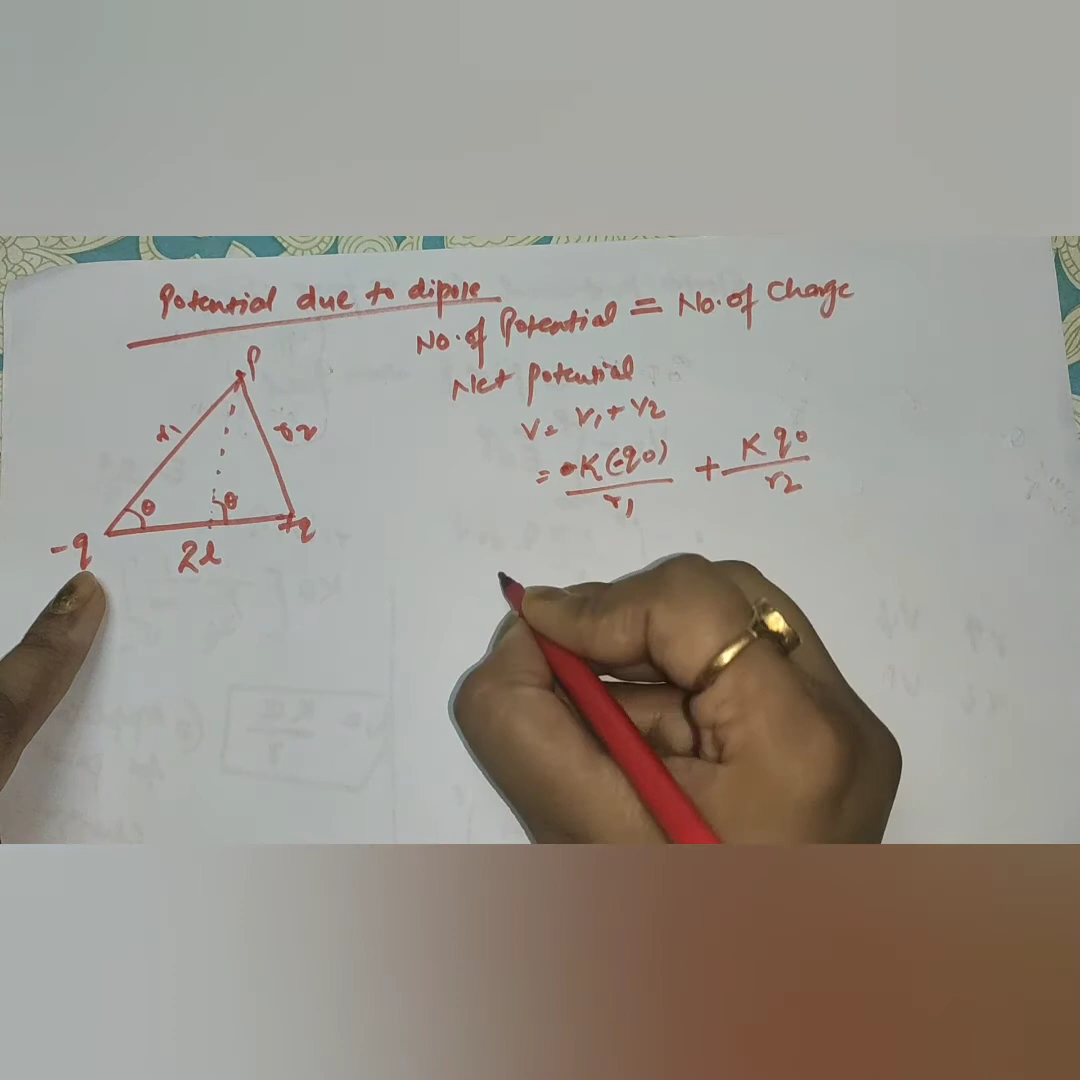 Potential due to dipole
No. of Potential = No. of Charge
Net potential
V = V1 + V2
= -K(-q0)/r1 + Kq0/r2
P
r1
r2
θ
θ
-q
+q
2l